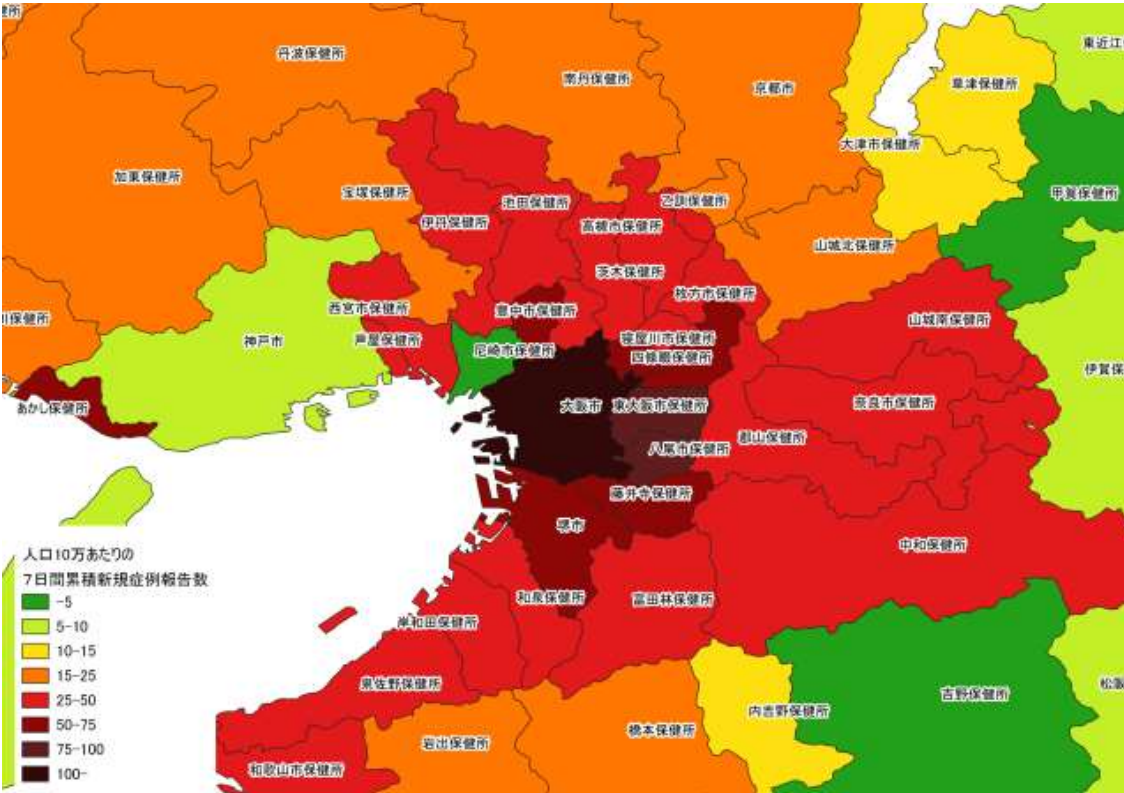 健所
丹波保健所
南丹保健所
京都市
東近江
草津保健所
大津市保健所
加東保健所
宝塚保健所
池田保健所
乙訓保健所
甲賀保健所
伊丹保健所
高槻市保健所
山城北保健所
茨木保健所
枚方市保健所
西宮市保健所
豊中市保健所
川保健所
山城南保健所
芦屋保健所
寝屋川市保健所
神戸市
尼崎市保健所
四條畷保健所
伊賀保
あかし保健所
大阪市
東大阪市保健所
奈良市保健所
郡山保健所
八尾市保健所
藤井寺保健所
堺市
中和保健所
人口10万あたりの
7日間累積新規症例報告数
-5
5-10
10-15
15-25
25-50
50-75
75-100
100-
和泉保健所
富田林保健所
岸和田保健所
泉佐野保健所
吉野保健所
松阪
内吉野保健所
橋本保健所
岩出保健所
和歌山市保健所